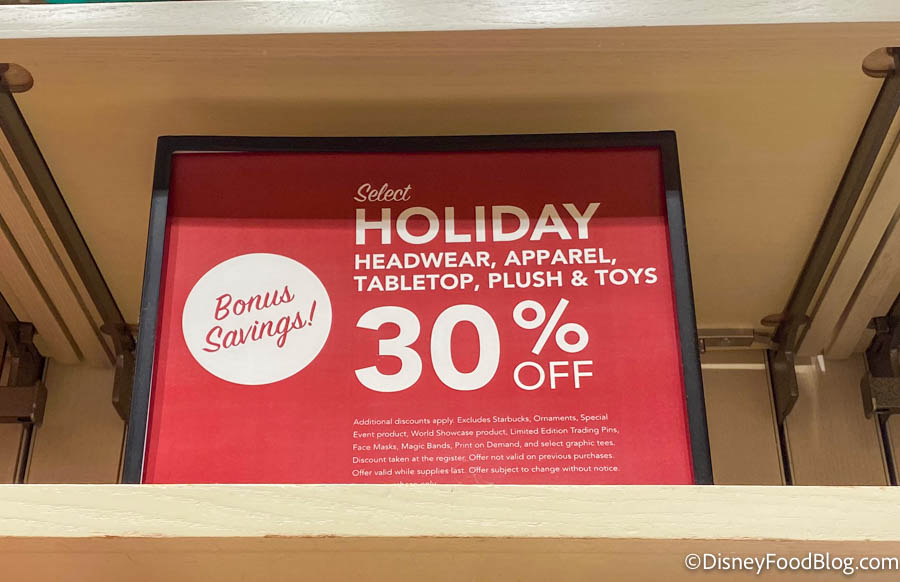 Bonus
Savings!
Select
HOLIDAY
HEADWEAR, APPAREL,
TABLETOP, PLUSH & TOYS
30%
OFF
Additional discounts apply. Excludes Starbucks, Ornaments, Special
Event product, World Showcase product, Limited Edition Trading Pins,
Face Masks, Magic Bands, Print on Demand, and select graphic tees.
Discount taken at the register. Offer not valid on previous purchases.
Offer valid while supplies last. Offer subject to change without notice.
©DisneyFoodBlog.com